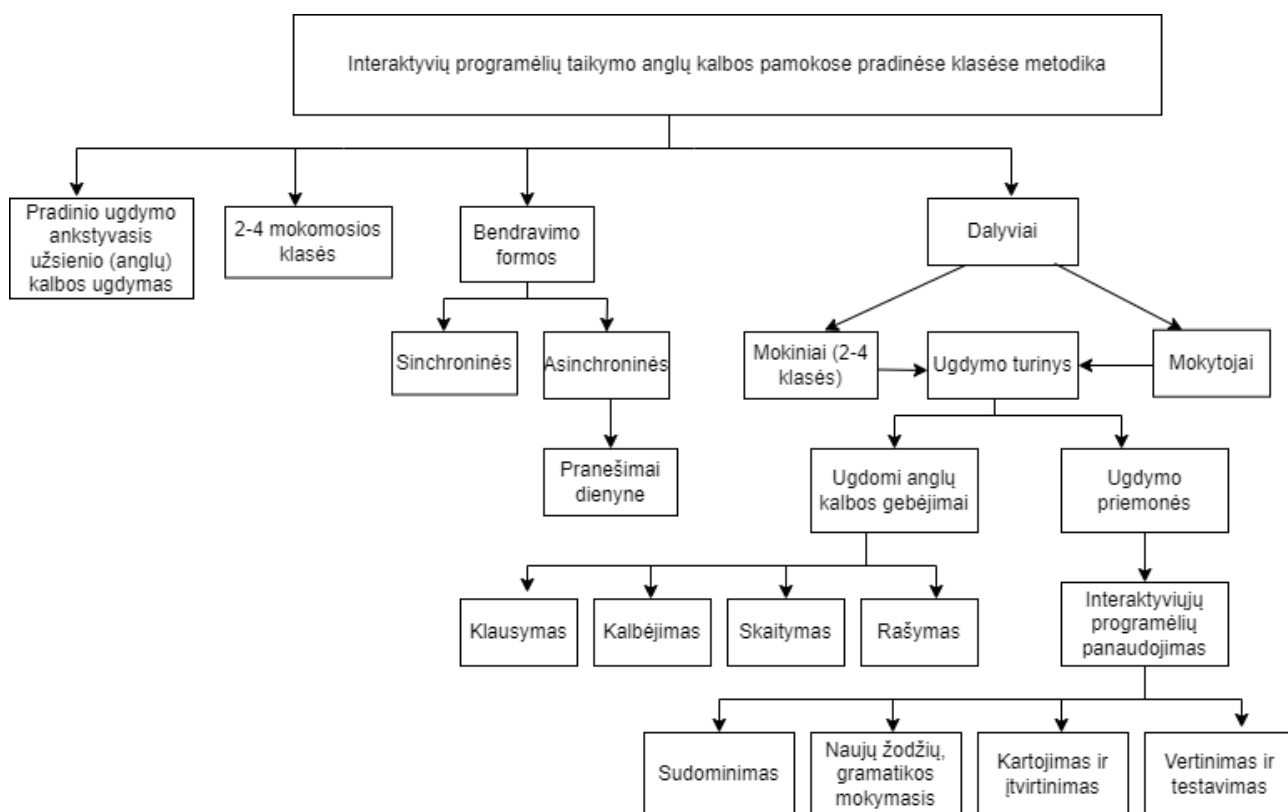 Interaktyvių programėlių taikymo anglų kalbos pamokose pradinėse klasėse metodika
Pradinio ugdymo
ankstyvasis
užsienio (anglų)
kalbos ugdymas
2-4 mokomosios
klasės
Bendravimo
formos
Dalyviai
Sinchroninės
Asinchroninės
Mokiniai (2-4
klasės)
Ugdymo turinys
Mokytojai
Pranešimai
dienyne
Ugdomi anglų
kalbos gebėjimai
Ugdymo
priemonės
Klausymas
Kalbėjimas
Skaitymas
Rašymas
Interaktyviųjų
programėlių
panaudojimas
Sudominimas
Naujų žodžių,
gramatikos
mokymasis
Kartojimas ir
įtvirtinimas
Vertinimas ir
testavimas